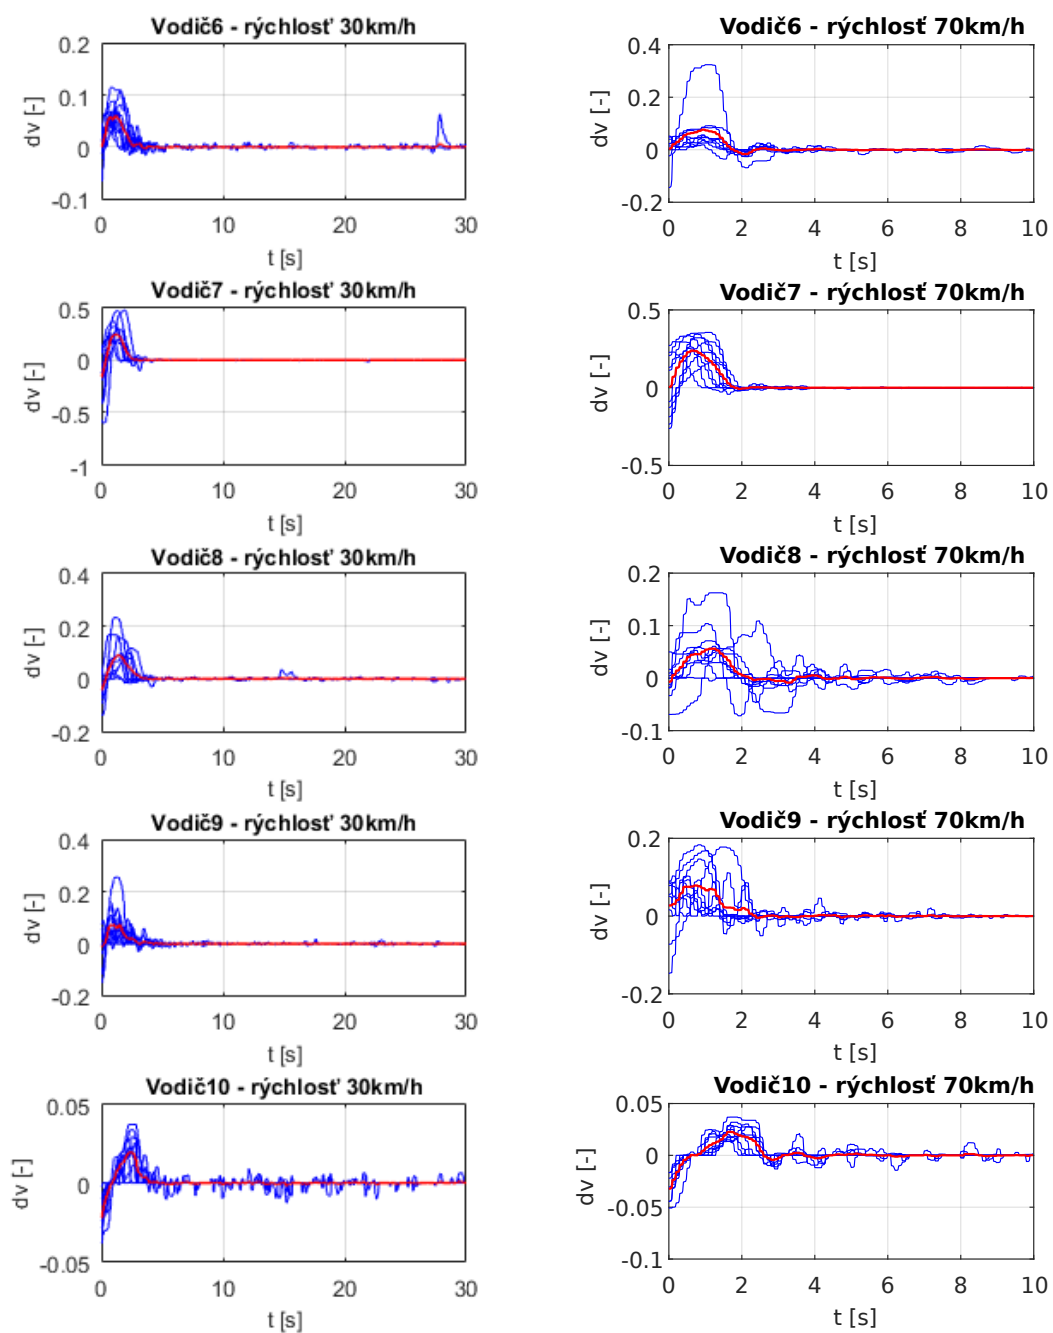 Vodič6 - rýchlosť 30km/h
0.2
0.1
0
-0.1
dv [-]
0 10 20 30
t [s]
Vodič6 - rýchlosť 70km/h
0.4
0.2
0
-0.2
dv [-]
0 2 4 6 8 10
t [s]
Vodič7 - rýchlosť 30km/h
0.5
0
-0.5
-1
dv [-]
0 10 20 30
t [s]
Vodič7 - rýchlosť 70km/h
0.5
0
-0.5
dv [-]
0 2 4 6 8 10
t [s]
Vodič8 - rýchlosť 30km/h
0.4
0.2
0
-0.2
dv [-]
0 10 20 30
t [s]
Vodič8 - rýchlosť 70km/h
0.2
0.1
0
-0.1
dv [-]
0 2 4 6 8 10
t [s]
Vodič9 - rýchlosť 30km/h
0.4
0.2
0
-0.2
dv [-]
0 10 20 30
t [s]
Vodič9 - rýchlosť 70km/h
0.2
0
-0.2
dv [-]
0 2 4 6 8 10
t [s]
Vodič10 - rýchlosť 30km/h
0.05
0
-0.05
dv [-]
0 10 20 30
t [s]
Vodič10 - rýchlosť 70km/h
0.05
0
-0.05
-0.1
dv [-]
0 2 4 6 8 10
t [s]